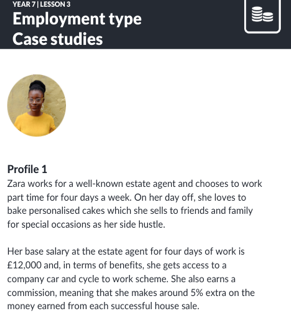 YEAR 7 | LESSON 3
Employment type
Case studies
Profile 1
Zara works for a well-known estate agent and chooses to work
part time for four days a week. On her day off, she loves to
bake personalised cakes which she sells to friends and family
for special occasions as her side hustle.
Her base salary at the estate agent for four days of work is
£12,000 and, in terms of benefits, she gets access to a
company car and cycle to work scheme. She also earns a
commission, meaning that she makes around 5% extra on the
money earned from each successful house sale.